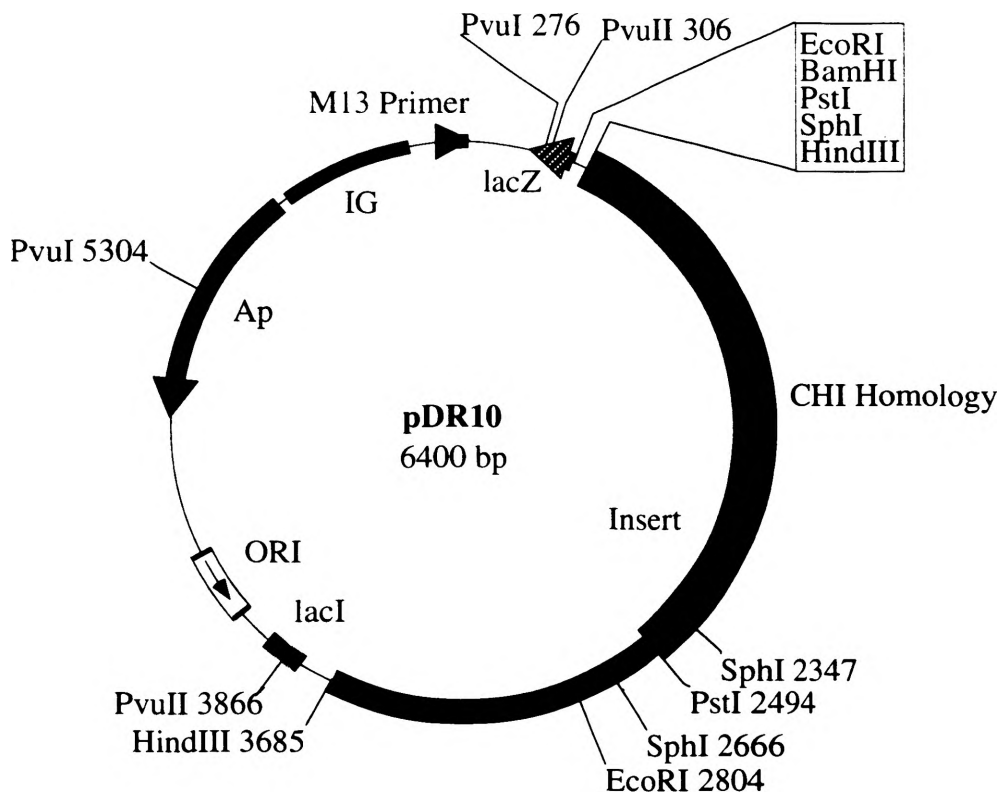 PvuI 276
PvuII 306
EcoRI
BamHI
PstI
SphI
HindIII
M13 Primer
lacZ
IG
PvuI 5304
Ap
CHI Homology
pDR10
6400 bp
Insert
ORI
lacI
SphI 2347
PstI 2494
PvuII 3866
HindIII 3685
SphI 2666
EcoRI 2804